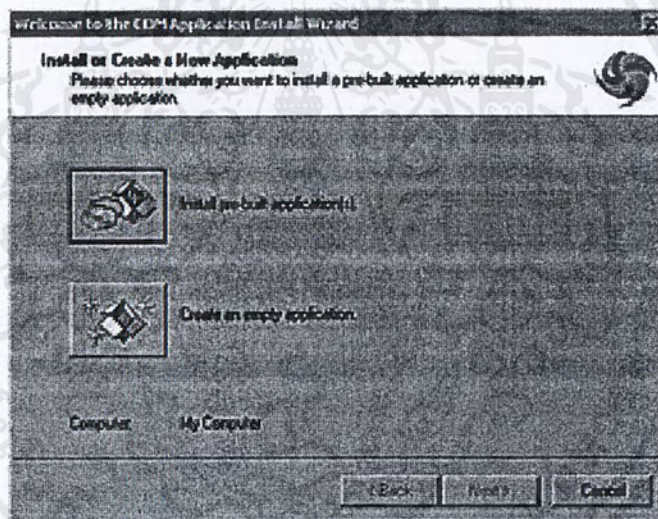 Welcome to the COM Application Install Wizard
Install or Create a New Application
Please choose whether you want to install a pre-built application or create an
empty application.
Install pre-built application(s).
Create an empty application.
Computer: My Computer
< Back Next > Cancel